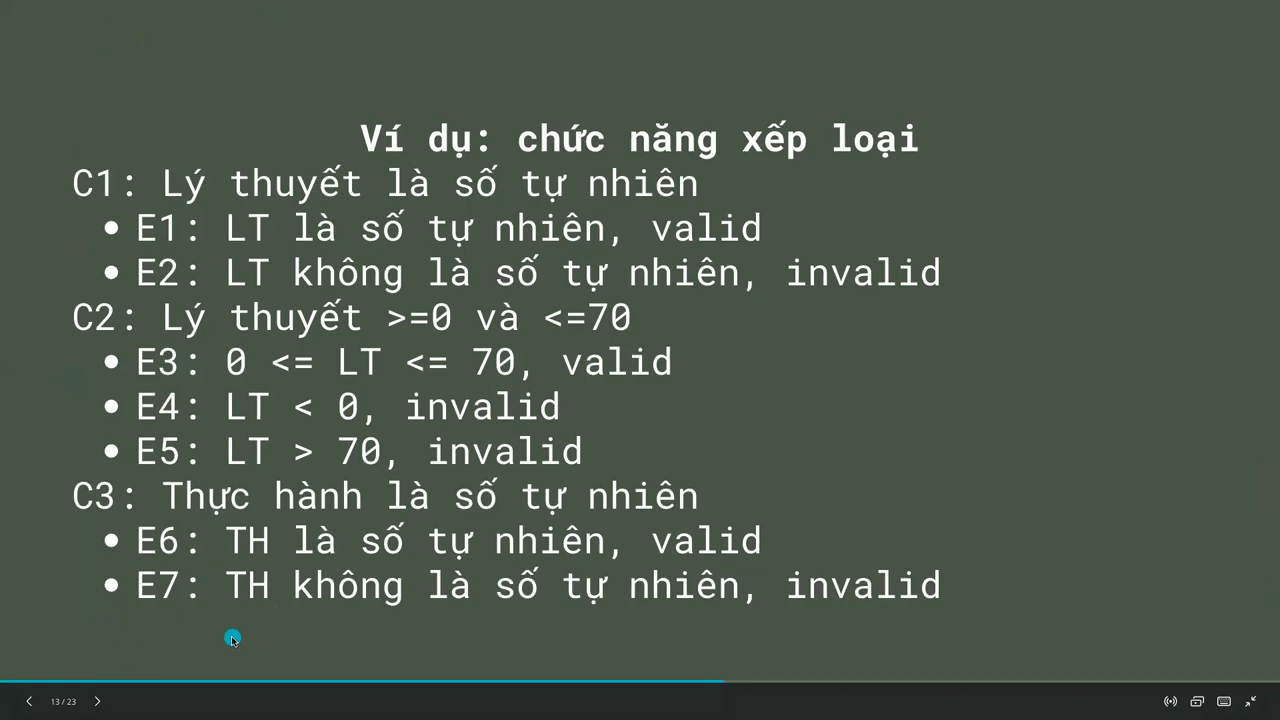 Ví dụ: chức năng xếp loại
C1: Lý thuyết là số tự nhiên
• E1: LT là số tự nhiên, valid
• E2: LT không là số tự nhiên, invalid
C2: Lý thuyết >=0 và <=70
• E3: 0 <= LT <= 70, valid
• E4: LT < 0, invalid
• E5: LT > 70, invalid
C3: Thực hành là số tự nhiên
• E6: TH là số tự nhiên, valid
• E7: TH không là số tự nhiên, invalid
13 / 23